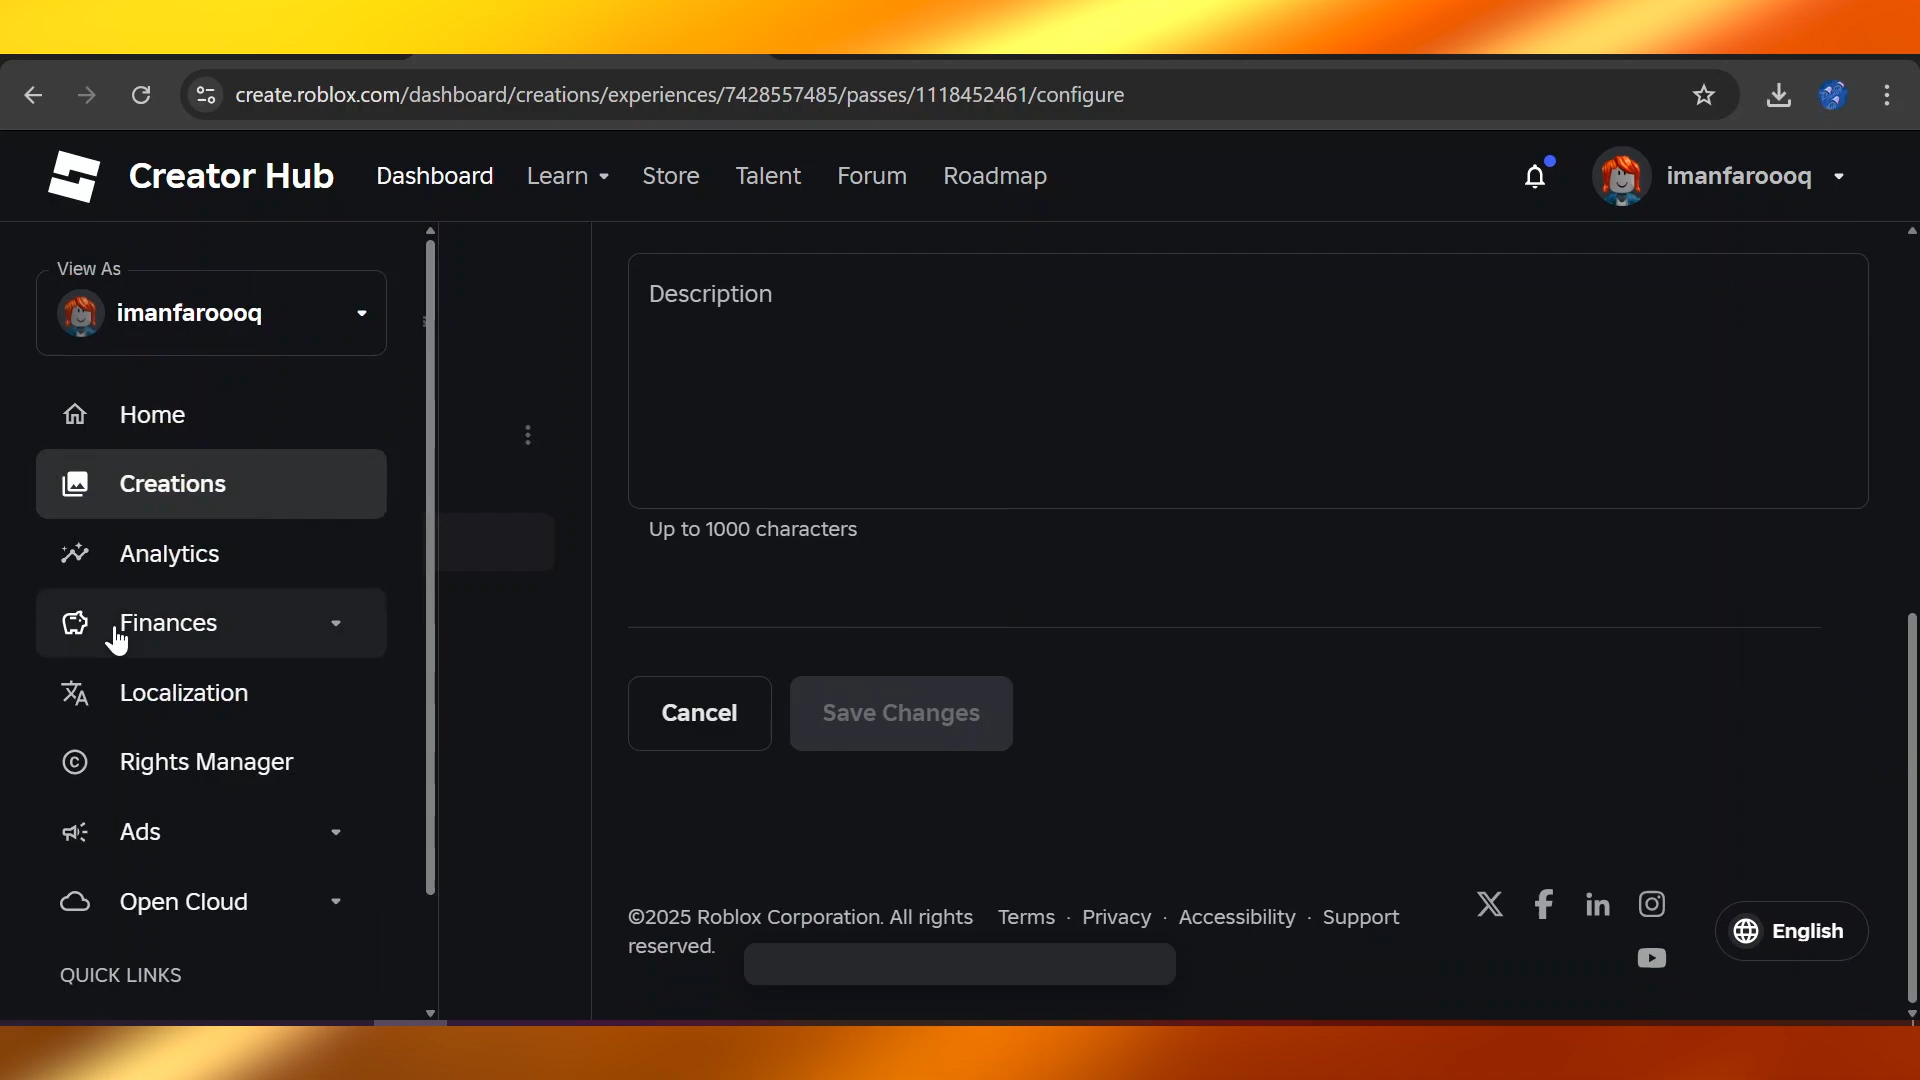 create.roblox.com/dashboard/creations/experiences/7428557485/passes/1118452461/configure
Creator Hub Dashboard Learn Store Talent Forum Roadmap imanfaroooq
View As
imanfaroooq
Home
Creations
Analytics
Finances
Localization
Rights Manager
Ads
Open Cloud
QUICK LINKS
Description
Up to 1000 characters
Cancel Save Changes
©2025 Roblox Corporation. All rights
reserved.
Terms · Privacy · Accessibility · Support
English